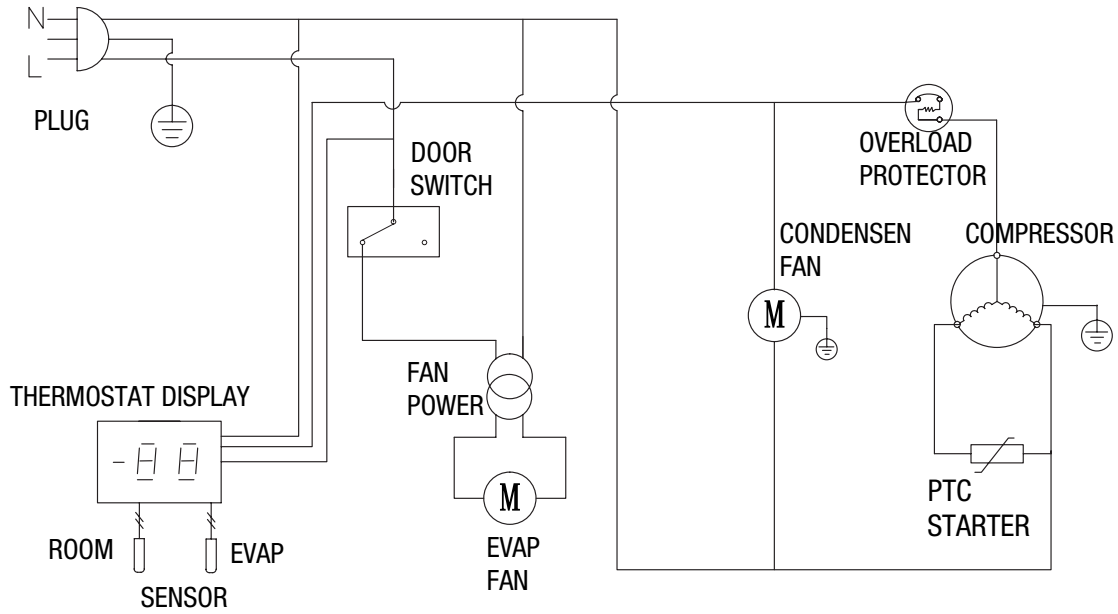 N
L
PLUG
DOOR
SWITCH
OVERLOAD
PROTECTOR
CONDENSEN
FAN
COMPRESSOR
M
FAN
POWER
THERMOSTAT DISPLAY
-88
M
PTC
STARTER
ROOM
EVAP
EVAP
FAN
SENSOR